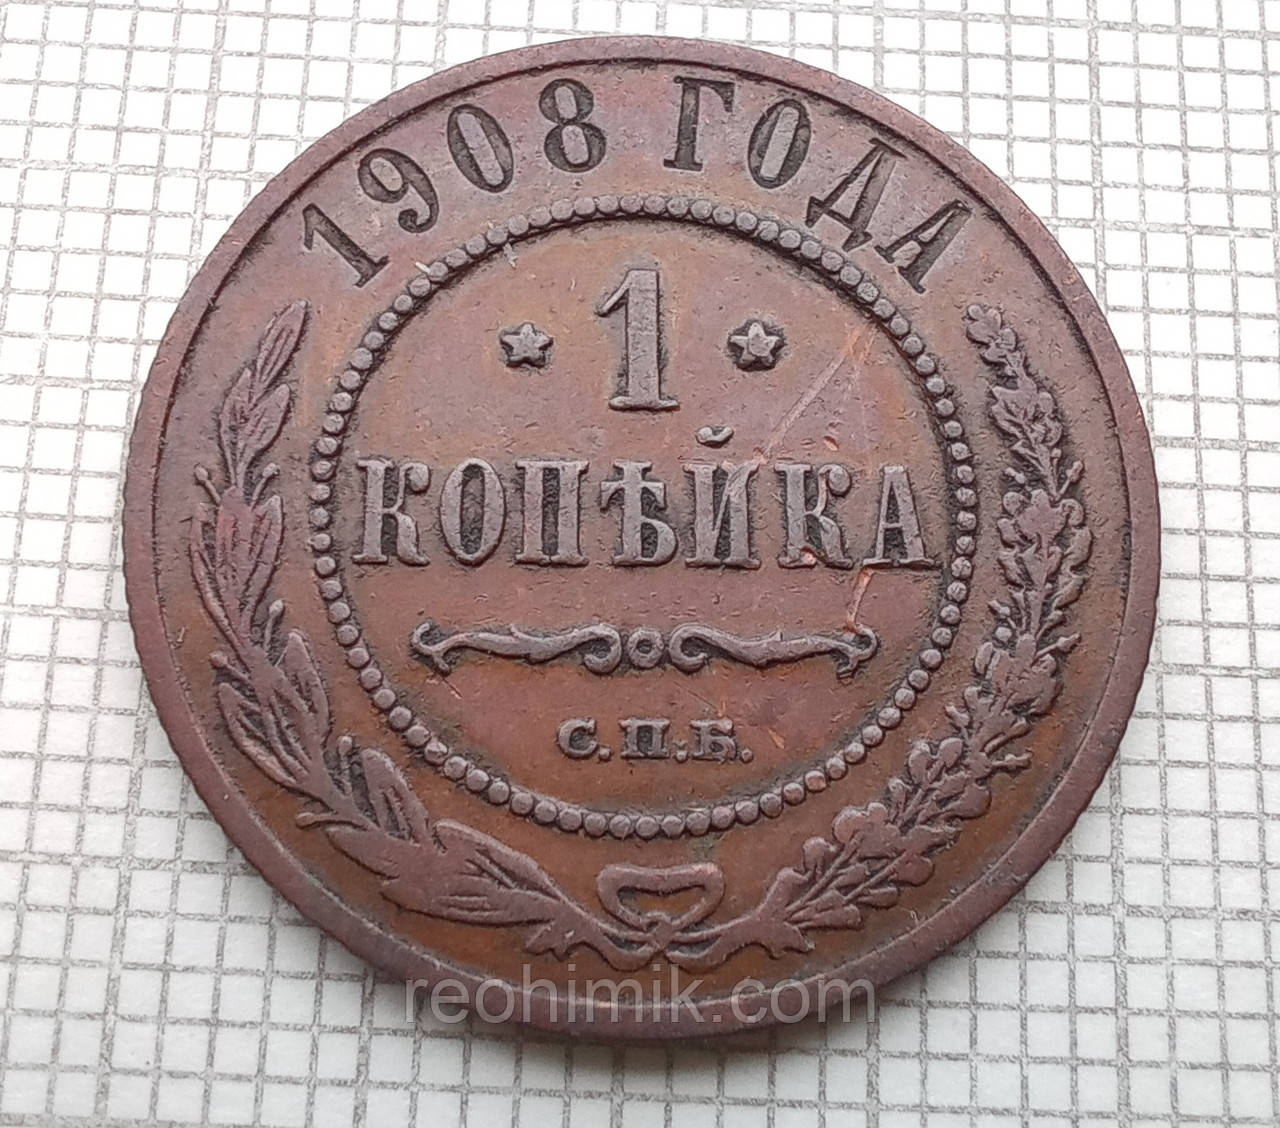 1908 ГОДА
1
КОПѢЙКА
С.П.Б.
reohimik.com